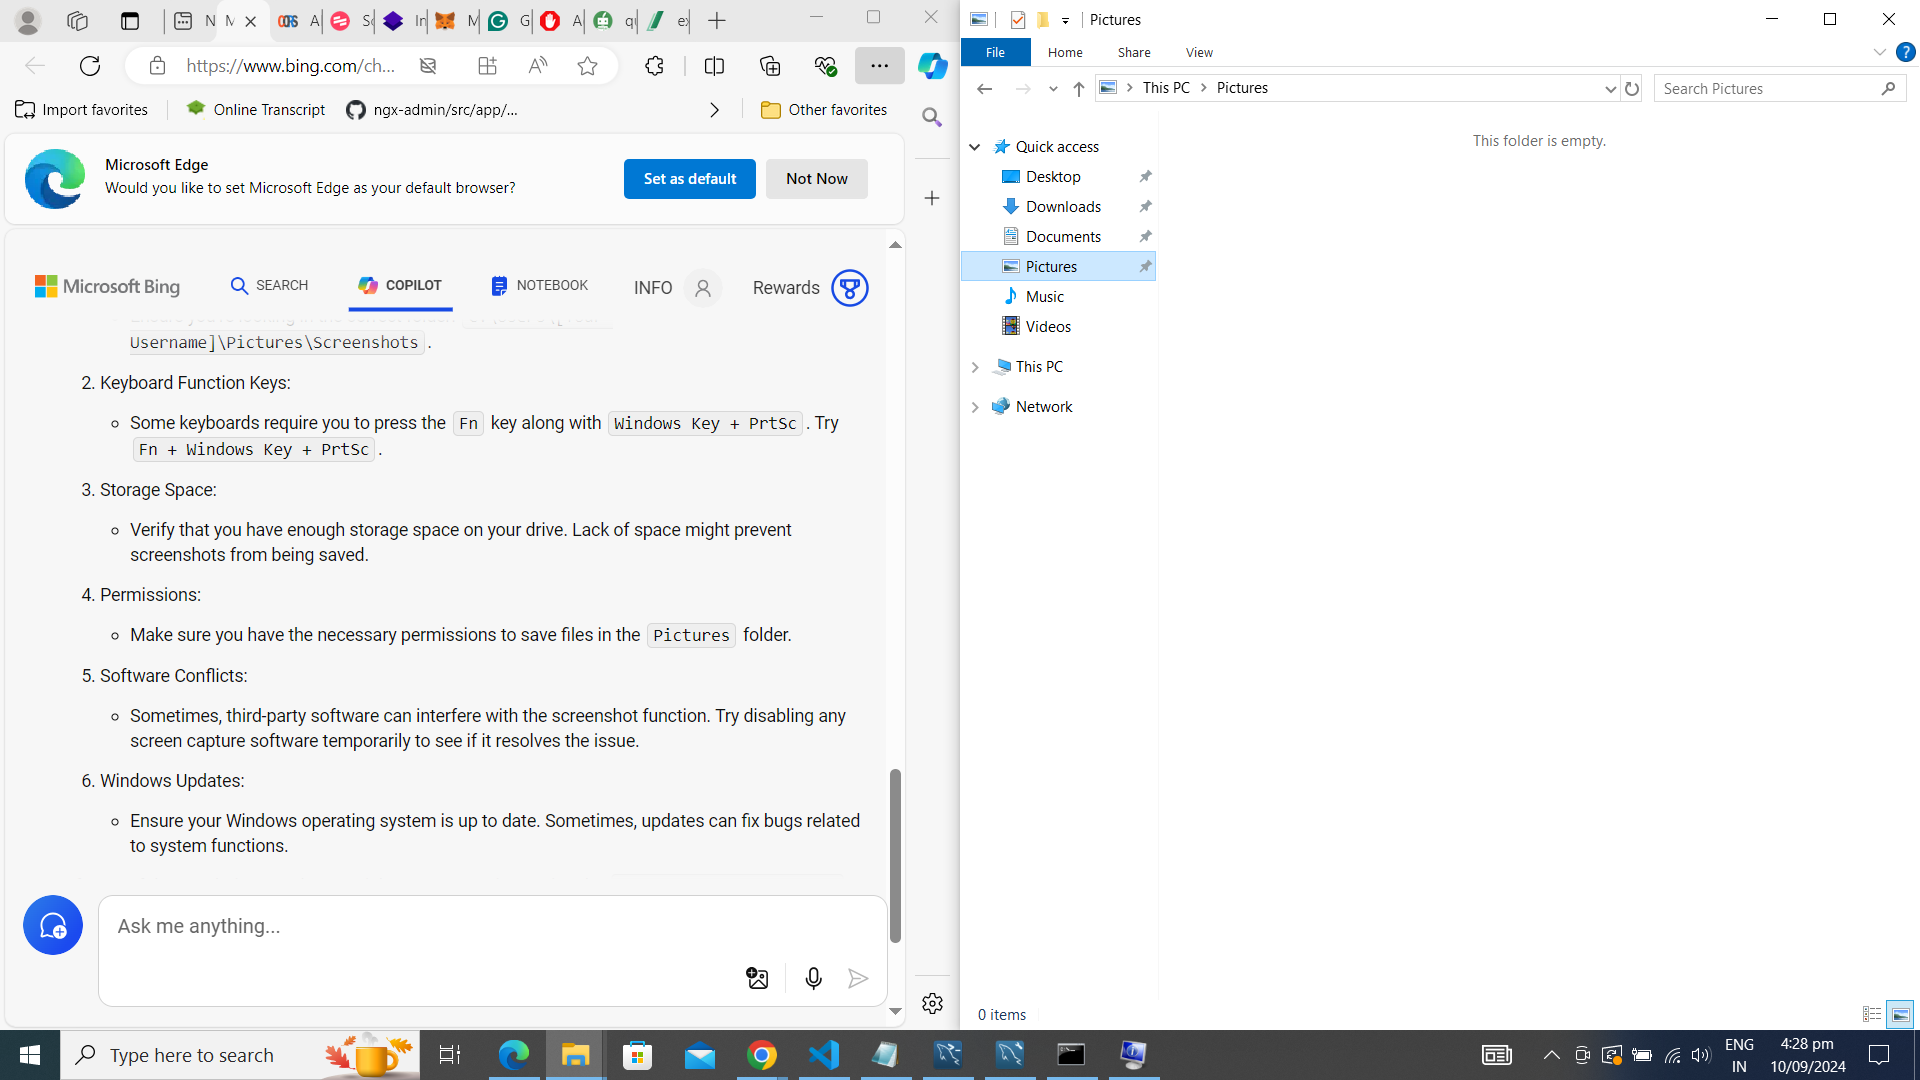 https://www.bing.com/ch...
Import favorites
Online Transcript
ngx-admin/src/app/...
Other favorites
Microsoft Edge
Would you like to set Microsoft Edge as your default browser?
Set as default
Not Now
Microsoft Bing
SEARCH
COPILOT
NOTEBOOK
INFO
Rewards
Username]\Pictures\Screenshots.
2. Keyboard Function Keys:
Some keyboards require you to press the Fn key along with Windows Key + PrtSc. Try
Fn + Windows Key + PrtSc.
3. Storage Space:
Verify that you have enough storage space on your drive. Lack of space might prevent
screenshots from being saved.
4. Permissions:
Make sure you have the necessary permissions to save files in the Pictures folder.
5. Software Conflicts:
Sometimes, third-party software can interfere with the screenshot function. Try disabling any
screen capture software temporarily to see if it resolves the issue.
6. Windows Updates:
Ensure your Windows operating system is up to date. Sometimes, updates can fix bugs related
to system functions.
Ask me anything...
Pictures
File
Home
Share
View
This PC
Pictures
Search Pictures
Quick access
Desktop
Downloads
Documents
Pictures
Music
Videos
This PC
Network
This folder is empty.
0 items
Type here to search
ENG
IN
4:28 pm
10/09/2024